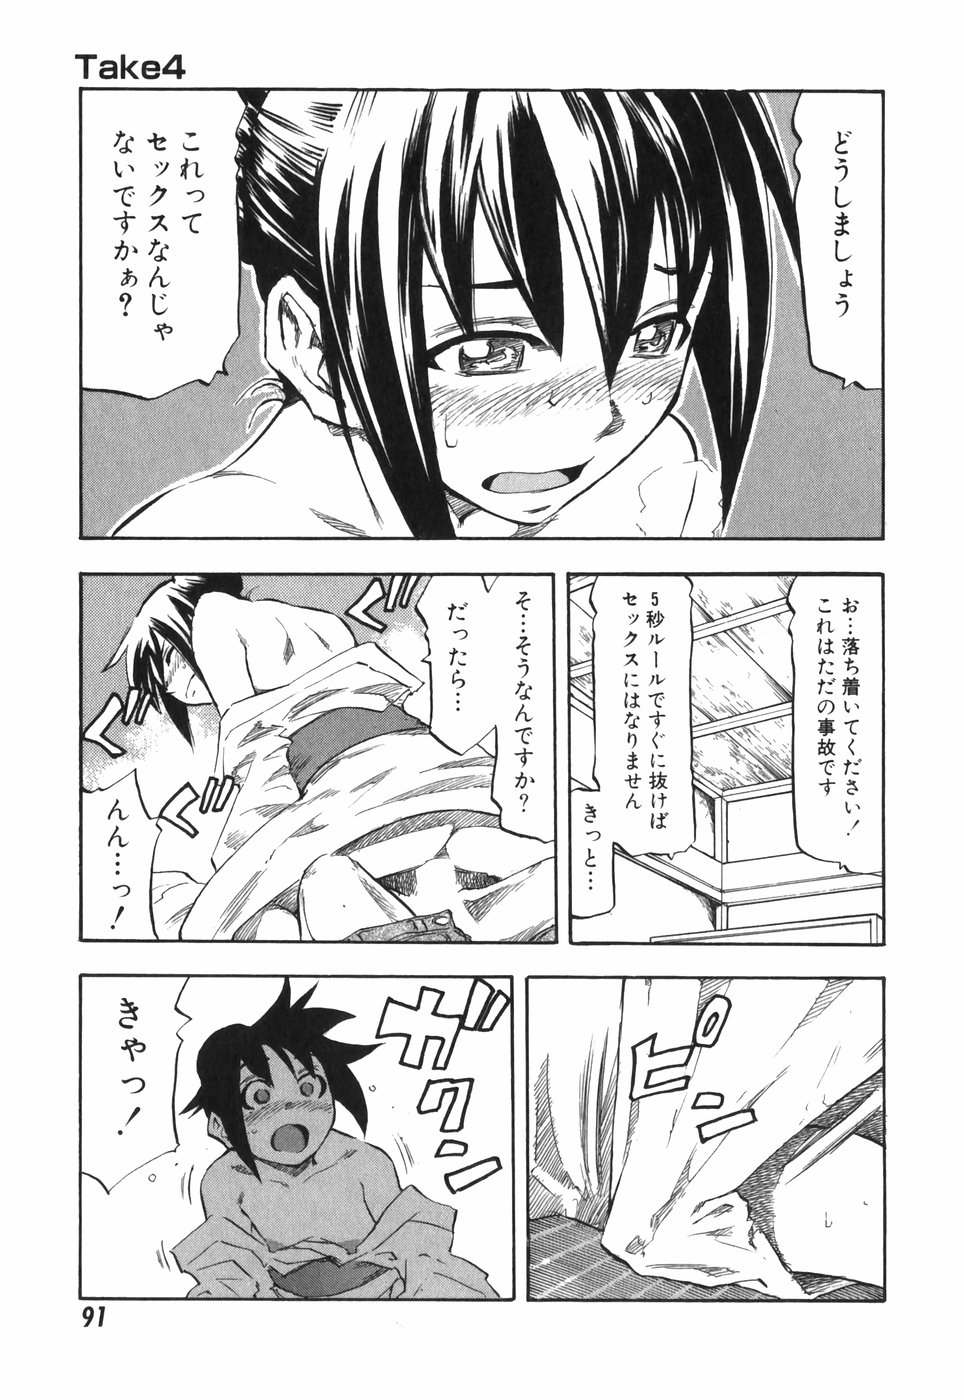 Take4
どうしましょう
これって
セックスなんじゃ
ないですかぁ?
お…落ち着いてください!
これはただの事故です
5秒ルールですぐに抜けば
セックスにはなりません
きっと…
そ…そうなんですか?
だったら…
んん…っ!
ピン
ガクン
きゃっ!
91